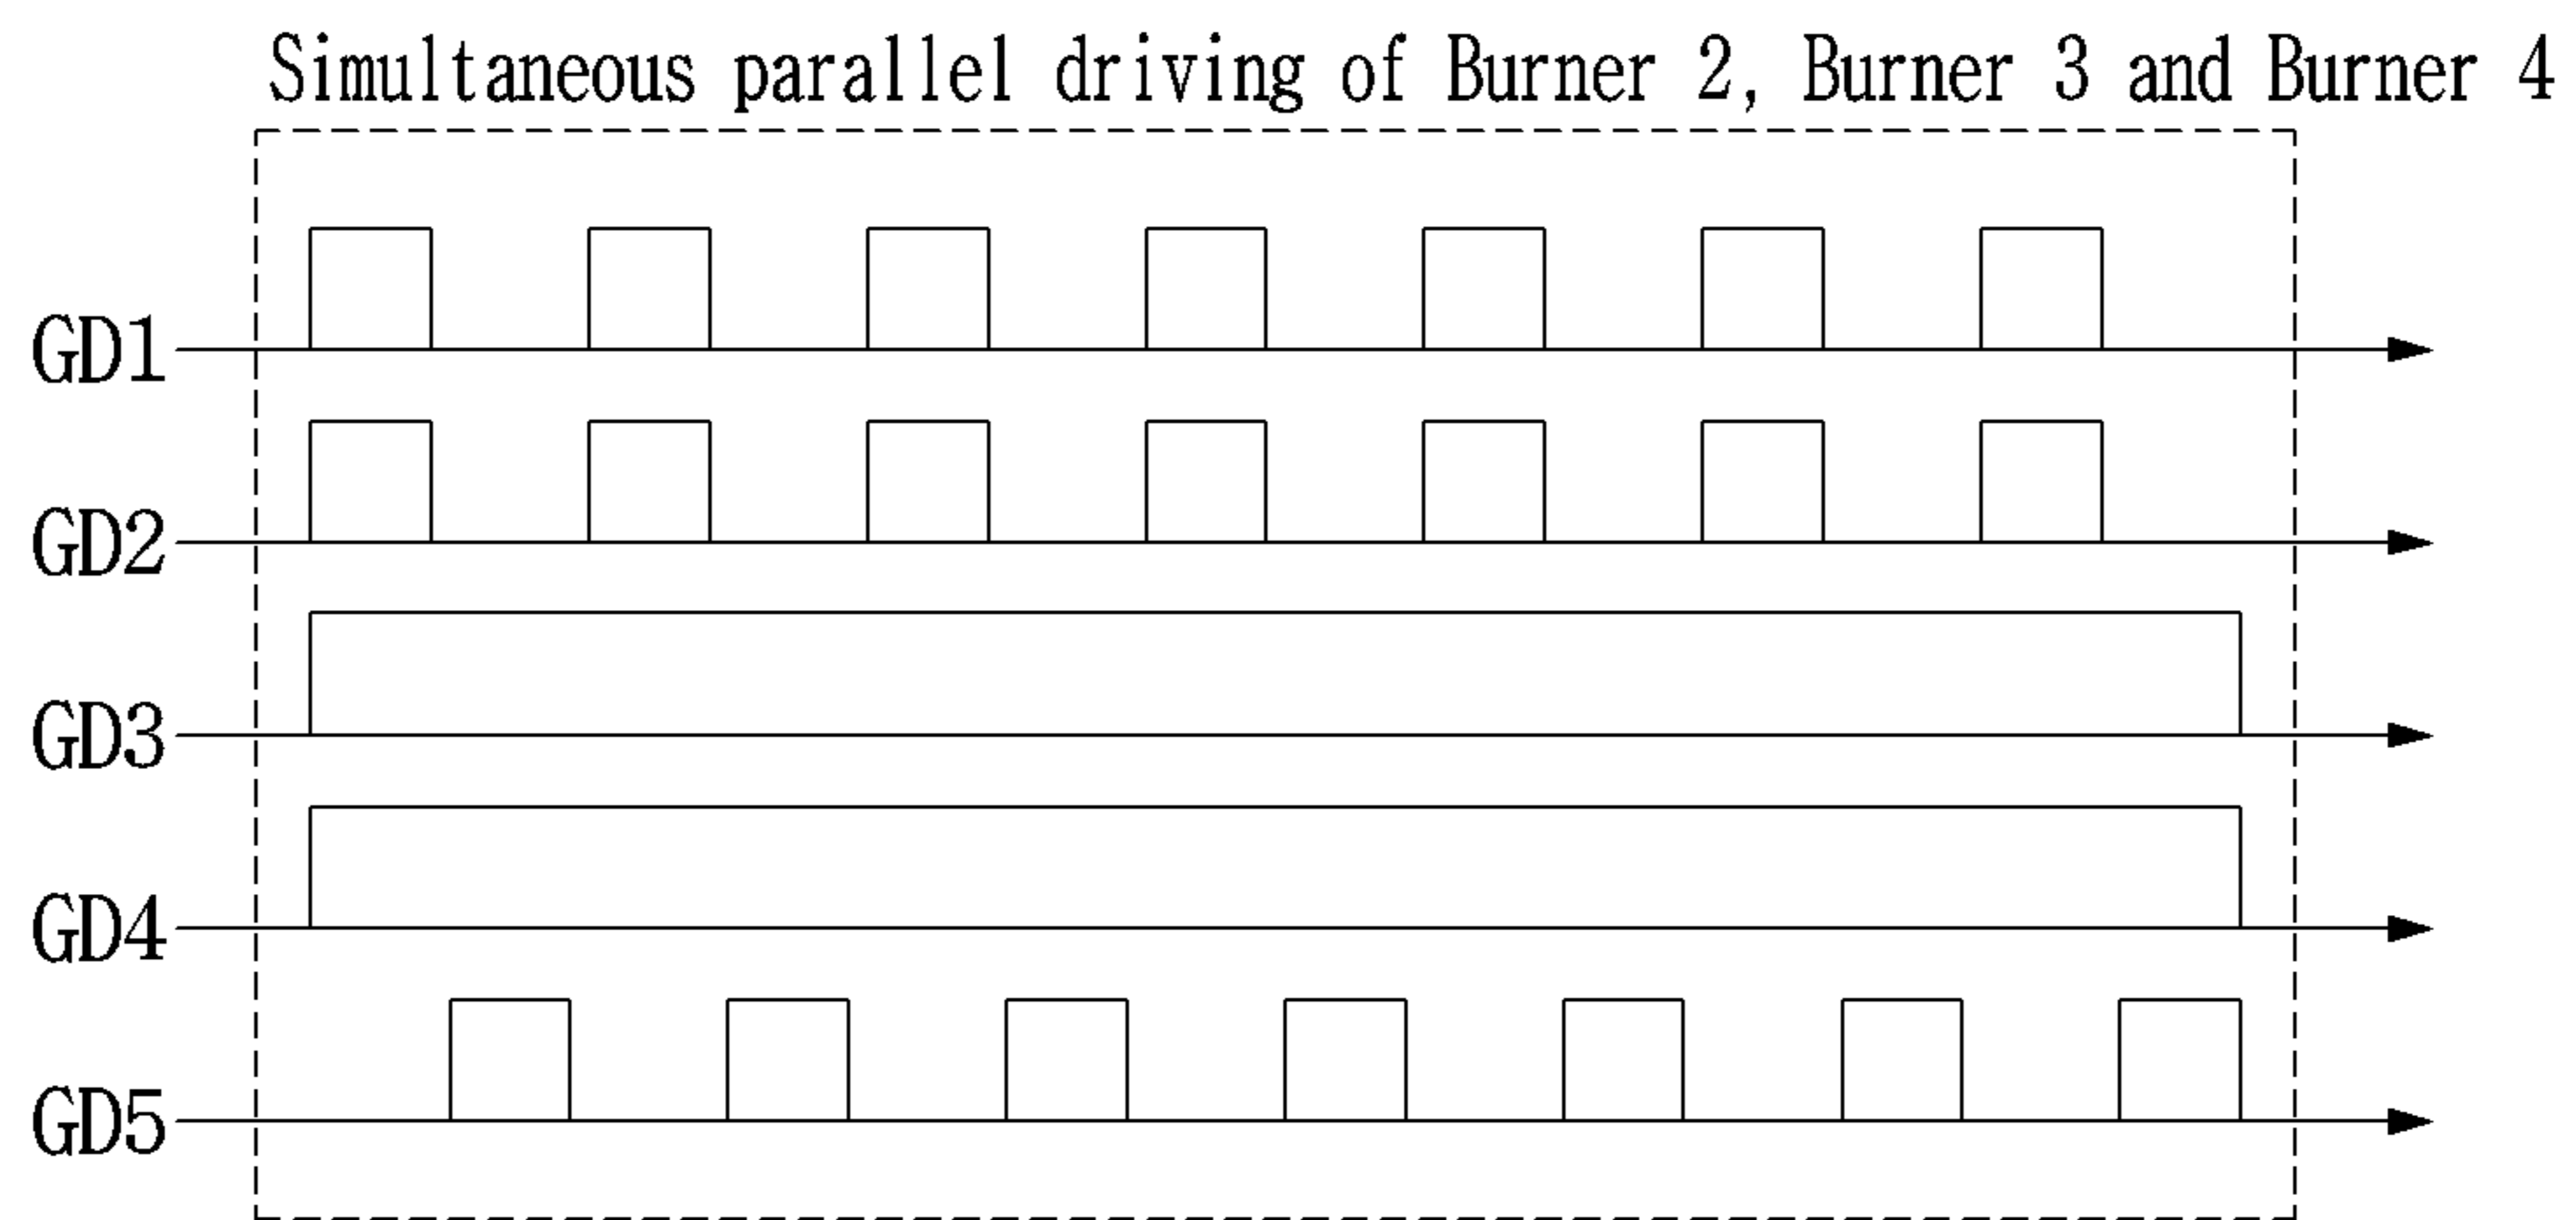 Simultaneous parallel driving of Burner 2, Burner 3 and Burner 4
GD1
GD2
GD3
GD4
GD5